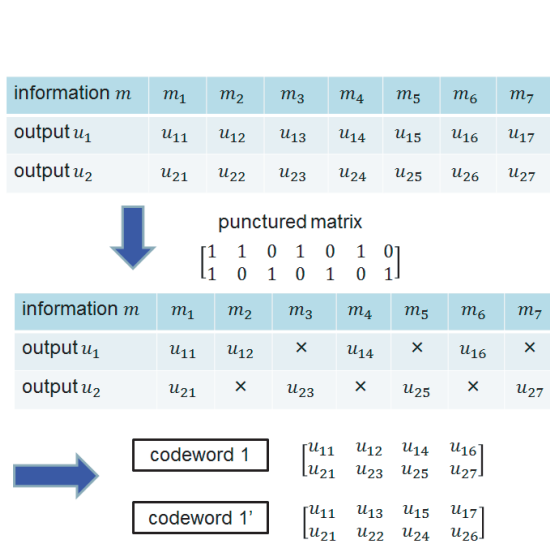 information m m₁ m₂ m₃ m₄ m₅ m₆ m₇
output u₁ u₁₁ u₁₂ u₁₃ u₁₄ u₁₅ u₁₆ u₁₇
output u₂ u₂₁ u₂₂ u₂₃ u₂₄ u₂₅ u₂₆ u₂₇
punctured matrix
[1 1 0 1 0 1 0
1 0 1 0 1 0 1]
information m m₁ m₂ m₃ m₄ m₅ m₆ m₇
output u₁ u₁₁ u₁₂ × u₁₄ × u₁₆ ×
output u₂ u₂₁ × u₂₃ × u₂₅ × u₂₇
codeword 1
[u₁₁ u₁₂ u₁₄ u₁₆
u₂₁ u₂₃ u₂₅ u₂₇]
codeword 1’
[u₁₁ u₁₃ u₁₅ u₁₇
u₂₁ u₂₂ u₂₄ u₂₆]